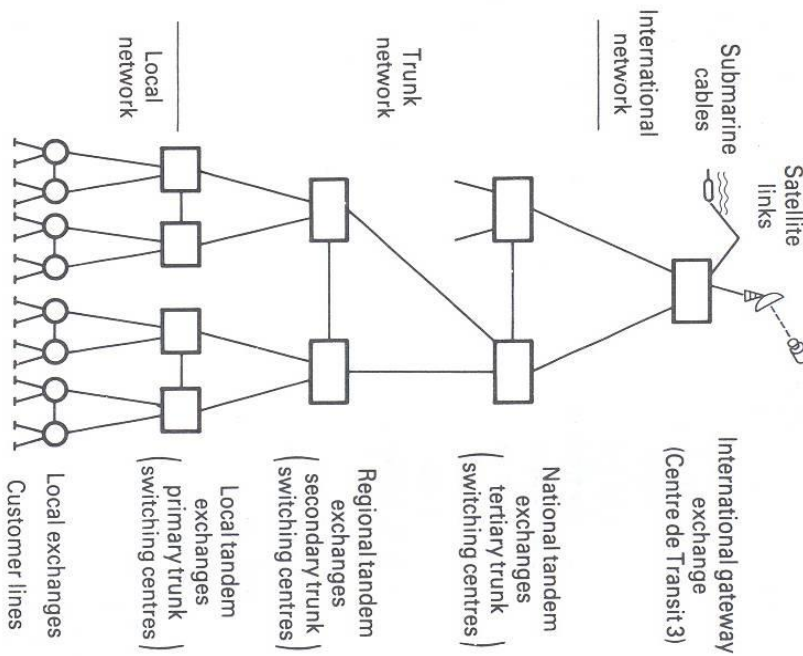 Satellite
links
Submarine
cables
International
network
Trunk
network
Local
network
International gateway
exchange
(Centre de Transit 3)
National tandem
exchanges
(tertiary trunk
switching centres)
Regional tandem
exchanges
(secondary trunk
switching centres)
Local tandem
exchanges
(primary trunk
switching centres)
Local exchanges
Customer lines